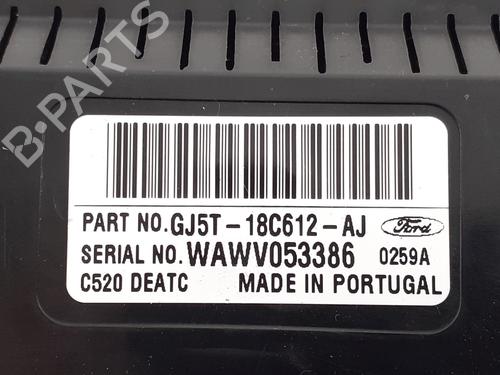 B-PARTS
PART NO.GJ5T-18C612-AJ Ford
SERIAL NO.WAWV053386 0259A
C520 DEATC MADE IN PORTUGAL